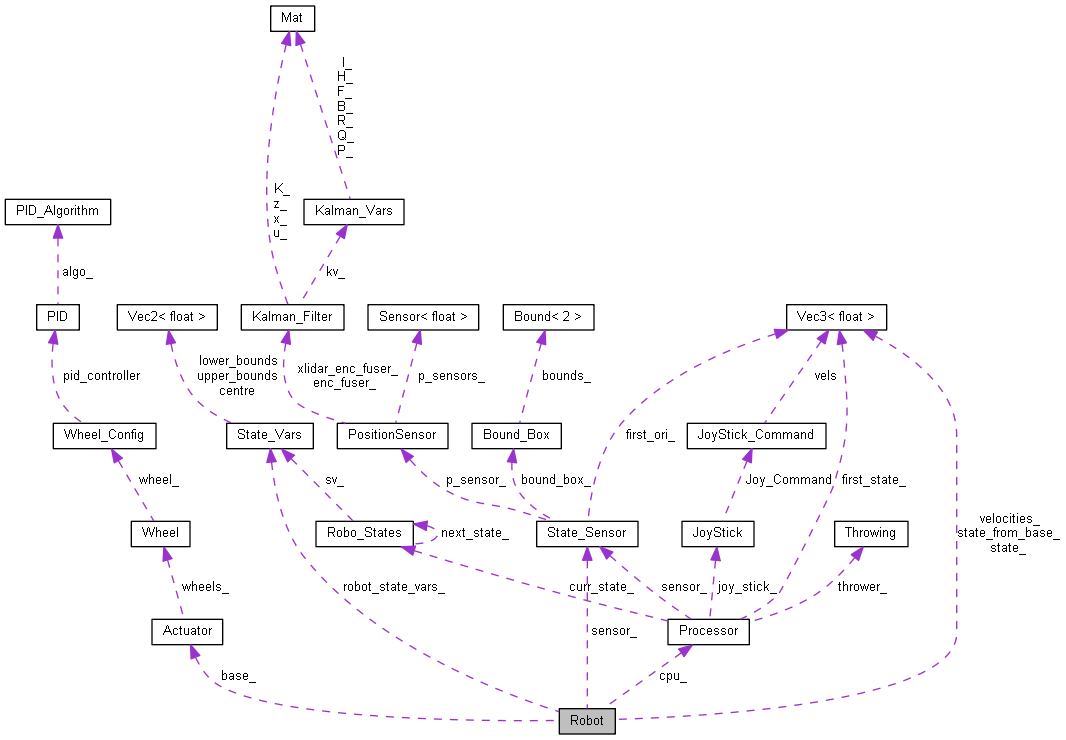 Mat
I_
H_
F_
B_
R_
Q_
P_
K_
z_
x_
u_
PID_Algorithm
Kalman_Vars
algo_
kv_
PID
Vec2< float >
Kalman_Filter
Sensor< float >
Bound< 2 >
Vec3< float >
pid_controller
lower_bounds
upper_bounds
centre
xlidar_enc_fuser_
enc_fuser_
p_sensors_
bounds_
vels
Wheel_Config
State_Vars
PositionSensor
Bound_Box
first_ori_
JoyStick_Command
wheel_
sv_
p_sensor_
bound_box_
Joy_Command
first_state_
Wheel
Robo_States
next_state_
State_Sensor
JoyStick
Throwing
velocities_
state_from_base_
state_
wheels_
robot_state_vars_
curr_state_
sensor_
joy_stick_
thrower_
Actuator
sensor_
Processor
base_
cpu_
Robot